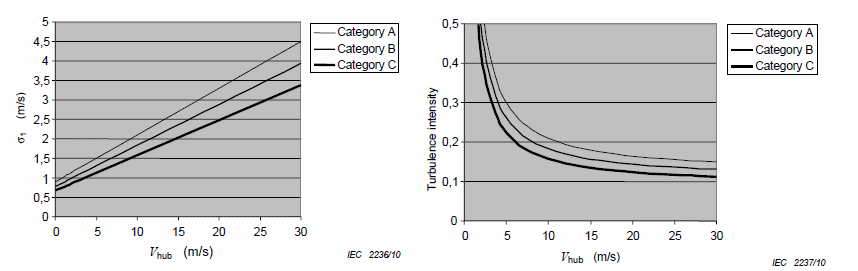 5
4,5
4
3,5
3
2,5
2
1,5
1
0,5
0
σ1 (m/s)
0 5 10 15 20 25 30
Vhub (m/s)
Category A
Category B
Category C
IEC 2236/10
0,5
0,4
0,3
0,2
0,1
0
Turbulence intensity
0 5 10 15 20 25 30
Vhub (m/s)
Category A
Category B
Category C
IEC 2237/10